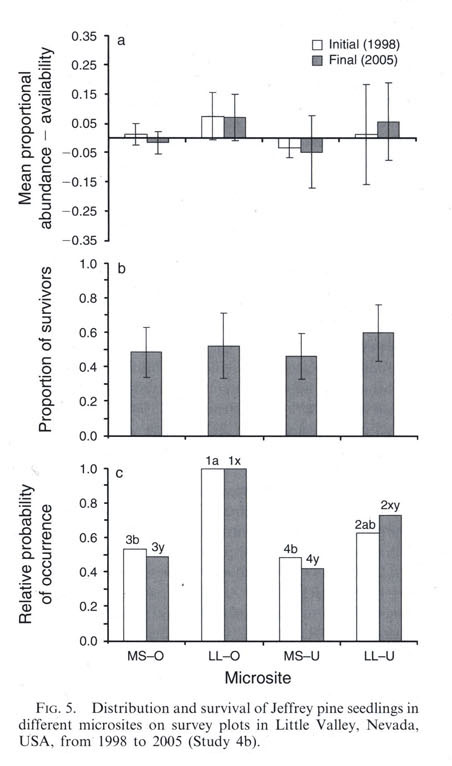 a
Initial (1998)
Final (2005)
Mean proportional
abundance – availability
0.35
0.25
0.15
0.05
−0.05
−0.15
−0.25
−0.35
b
Proportion of survivors
1.0
0.8
0.6
0.4
0.2
0.0
c
Relative probability
of occurrence
1.0
0.8
0.6
0.4
0.2
0.0
3b 3y
1a 1x
4b 4y
2ab 2xy
MS–O LL–O MS–U LL–U
Microsite
FIG. 5. Distribution and survival of Jeffrey pine seedlings in
different microsites on survey plots in Little Valley, Nevada,
USA, from 1998 to 2005 (Study 4b).